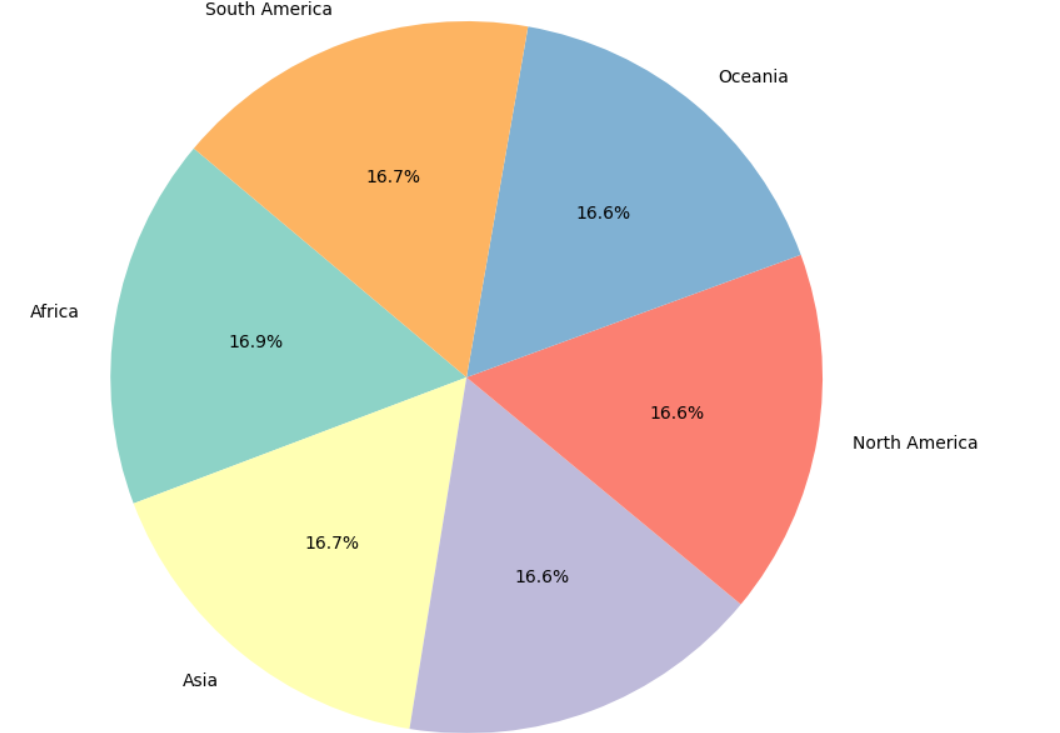 South America
Oceania
16.7%
16.6%
Africa
16.9%
16.6%
North America
16.7%
16.6%
Asia